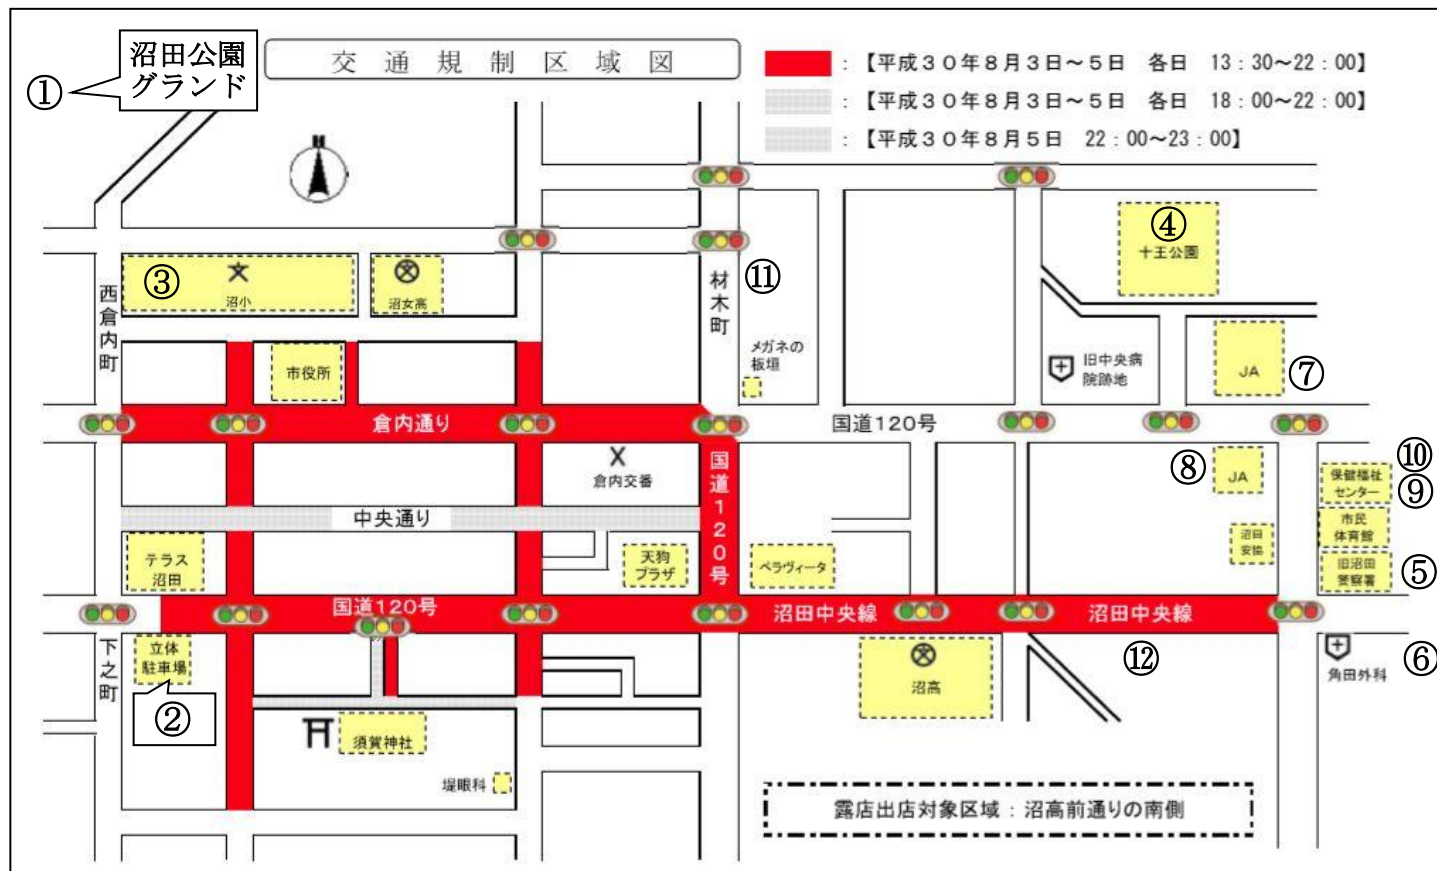 沼田公園
グランド
①
交通規制区域図
：【平成３０年８月３日～５日　各日　13：30～22：00】
：【平成３０年８月３日～５日　各日　18：00～22：00】
：【平成３０年８月５日　22：00～23：00】
N
③
沼小
沼女高
西倉内町
材木町
⑪
④
十王公園
市役所
メガネの
板垣
旧中央病
院跡地
JA
⑦
倉内通り
国道120号
倉内交番
国道120号
⑧
JA
⑩
保健福祉
センター
⑨
中央通り
市民
体育館
テラス
沼田
天狗
プラザ
ベラヴィータ
沼田
安協
旧沼田
警察署
⑤
国道120号
沼田中央線
沼田中央線
下之町
立体
駐車場
②
沼高
⑫
角田外科
⑥
須賀神社
堤眼科
露店出店対象区域：沼高前通りの南側